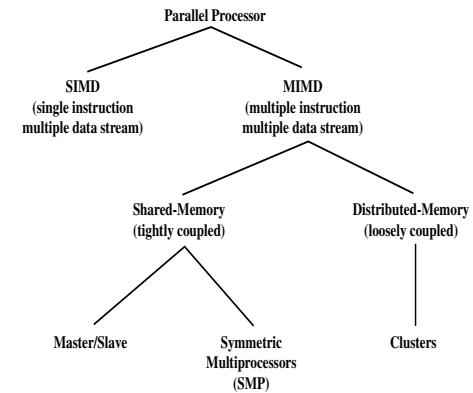 Parallel Processor
SIMD
(single instruction
multiple data stream)
MIMD
(multiple instruction
multiple data stream)
Shared-Memory
(tightly coupled)
Distributed-Memory
(loosely coupled)
Master/Slave
Symmetric
Multiprocessors
(SMP)
Clusters